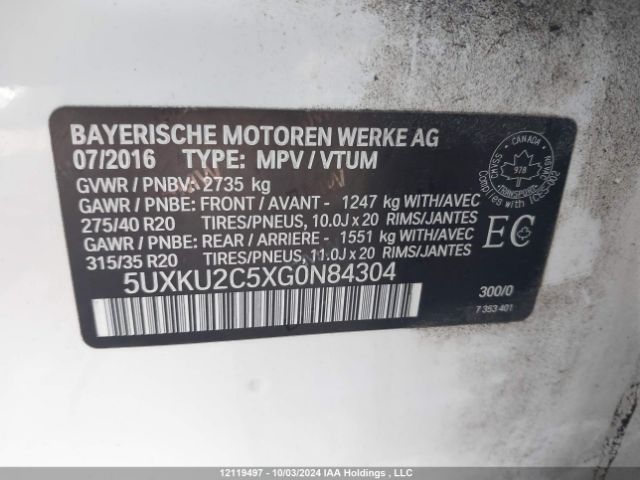 BAYERISCHE MOTOREN WERKE AG
07/2016 TYPE: MPV / VTUM
GVWR / PNBV: 2735 kg
GAWR / PNBE: FRONT / AVANT - 1247 kg WITH/AVEC
275/40 R20 TIRES/PNEUS, 10.0J x 20 RIMS/JANTES
GAWR / PNBE: REAR / ARRIERE - 1551 kg WITH/AVEC
315/35 R20 TIRES/PNEUS, 11.0J x 20 RIMS/JANTES
5UXKU2C5XG0N84304
CANADA
978
TRANSPORT
EC
300/0
7 353 401
12119497 - 10/03/2024 IAA Holdings, LLC